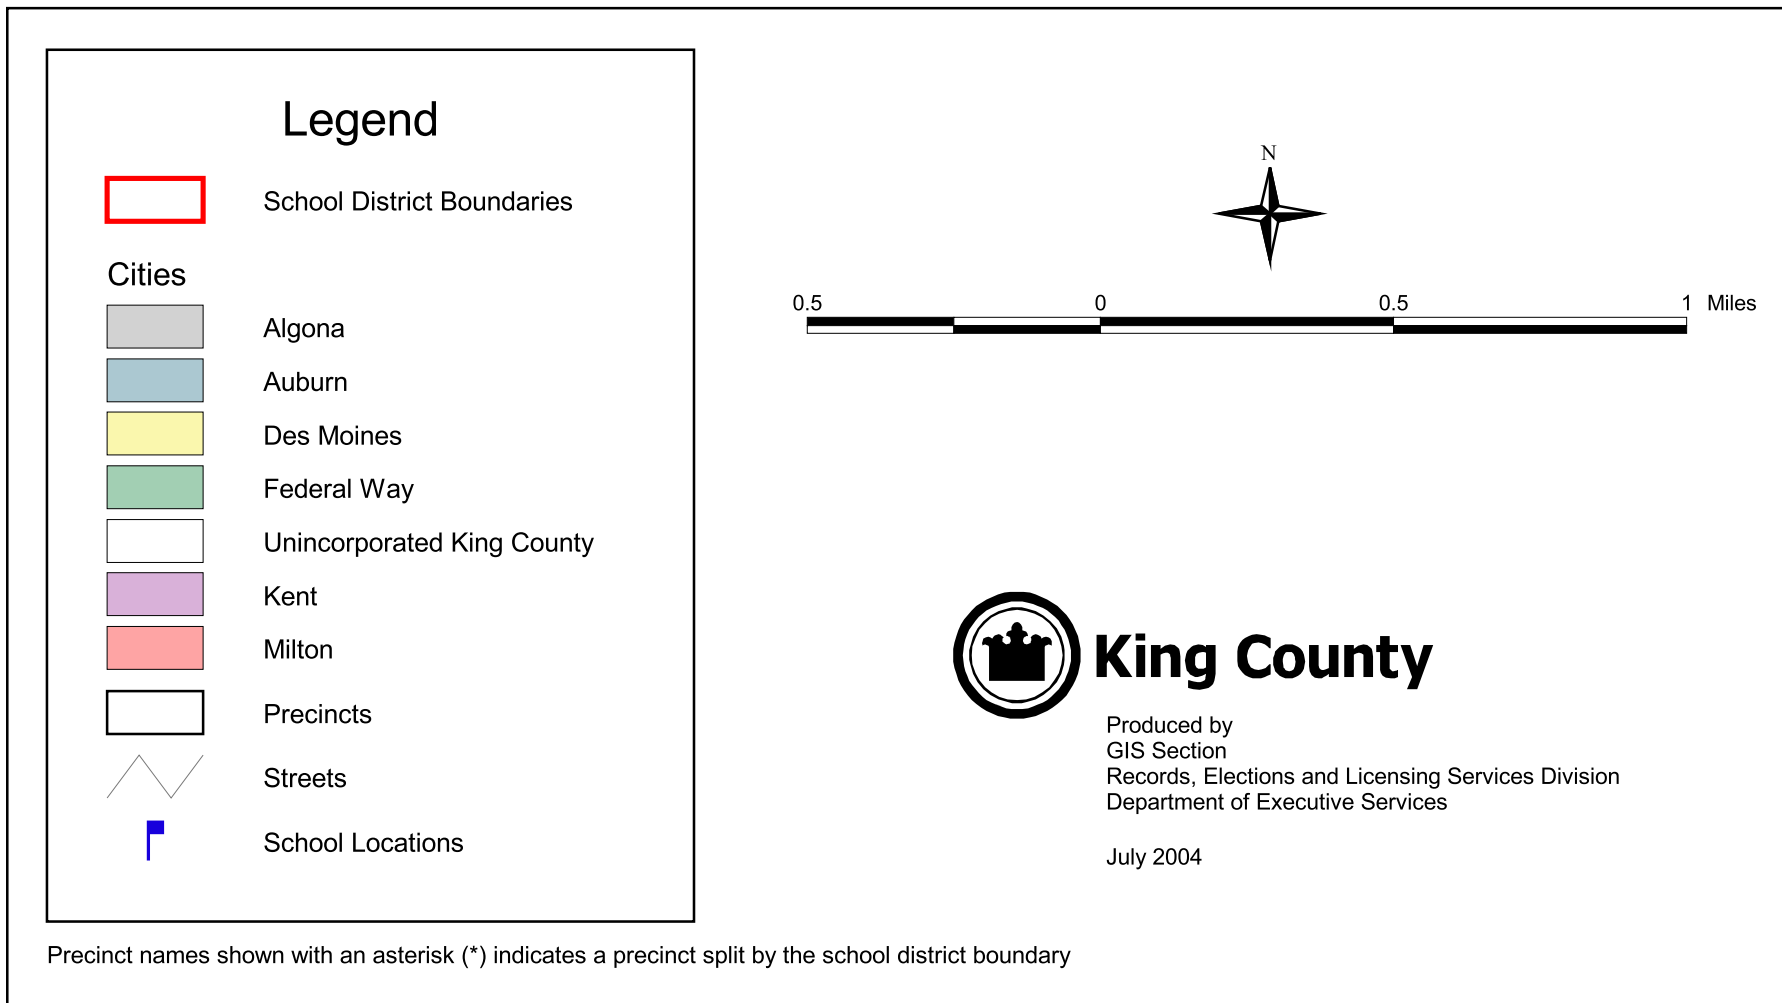 Legend
School District Boundaries
Cities
Algona
Auburn
Des Moines
Federal Way
Unincorporated King County
Kent
Milton
Precincts
Streets
School Locations
N
0.5 0 0.5 1 Miles
King County
Produced by
GIS Section
Records, Elections and Licensing Services Division
Department of Executive Services
July 2004
Precinct names shown with an asterisk (*) indicates a precinct split by the school district boundary